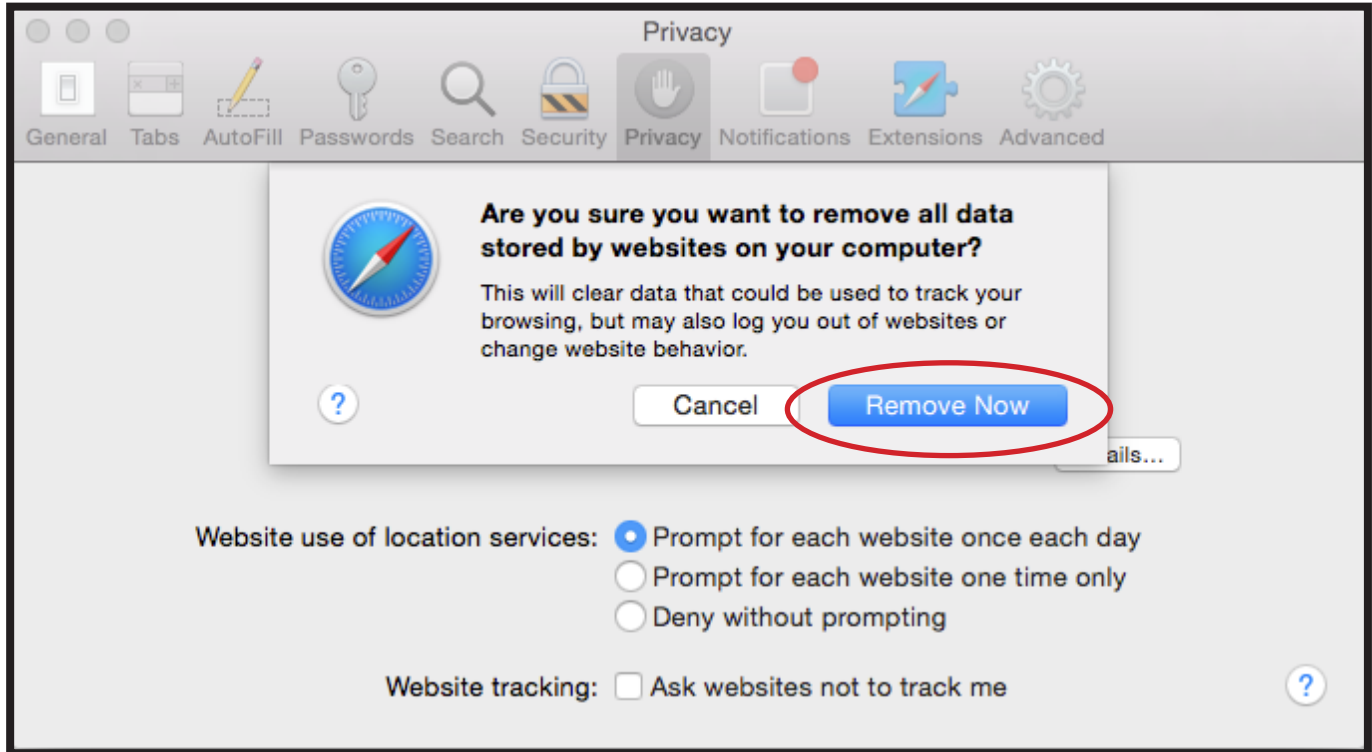 Privacy
General Tabs AutoFill Passwords Search Security Privacy Notifications Extensions Advanced
Are you sure you want to remove all data
stored by websites on your computer?
This will clear data that could be used to track your
browsing, but may also log you out of websites or
change website behavior.
? Cancel Remove Now
ails...
Website use of location services: Prompt for each website once each day
Prompt for each website one time only
Deny without prompting
Website tracking: Ask websites not to track me ?